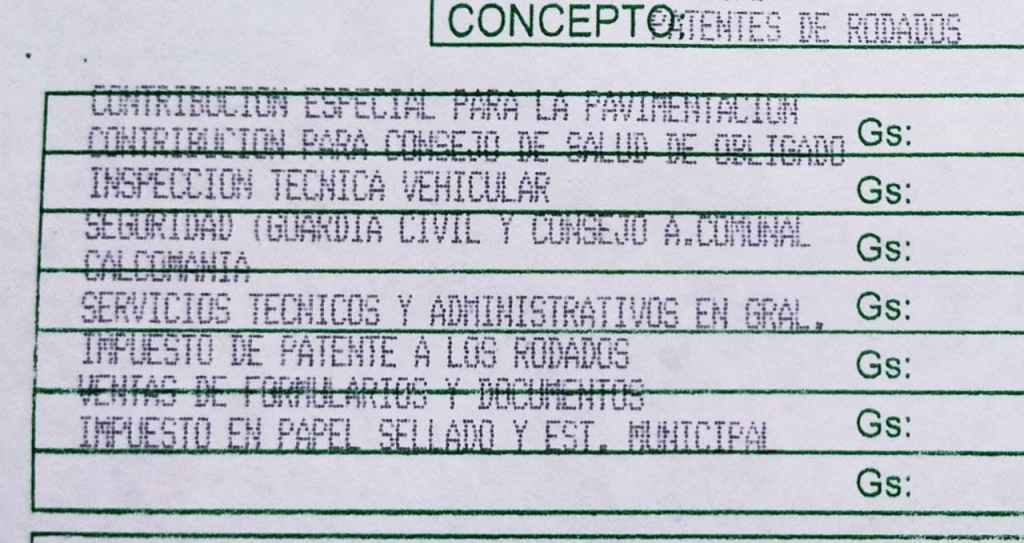 CONCEPTO: PATENTES DE RODADOS
CONTRIBUCION ESPECIAL PARA LA PAVIMENTACION
Gs:
CONTRIBUCION PARA CONSEJO DE SALUD DE OBLIGADO
INSPECCION TECNICA VEHICULAR
Gs:
SEGURIDAD (GUARDIA CIVIL Y CONSEJO A.COMUNAL
Gs:
CALCOMANIA
SERVICIOS TECNICOS Y ADMINISTRATIVOS EN GRAL.
Gs:
IMPUESTO DE PATENTE A LOS RODADOS
Gs:
VENTAS DE FORMULARIOS Y DOCUMENTOS
IMPUESTO EN PAPEL SELLADO Y EST. MUNICIPAL
Gs:
Gs: